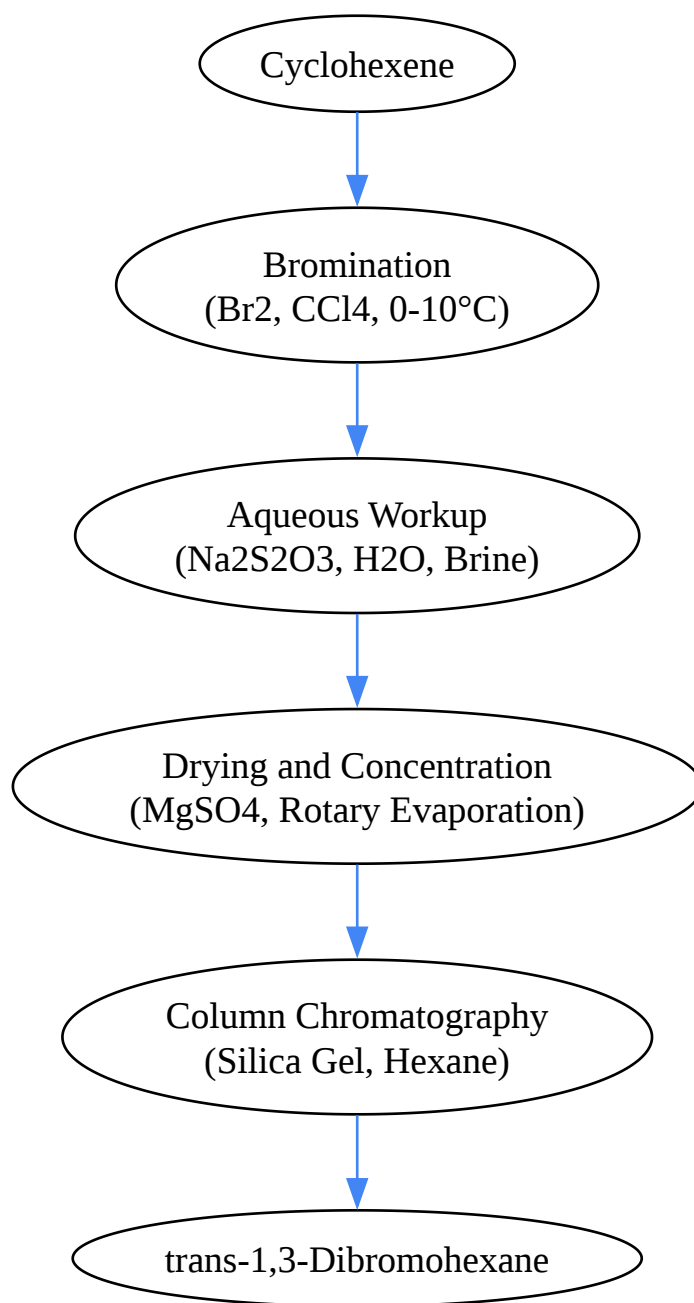 Cyclohexene
Bromination
(Br2, CCl4, 0-10°C)
Aqueous Workup
(Na2S2O3, H2O, Brine)
Drying and Concentration
(MgSO4, Rotary Evaporation)
Column Chromatography
(Silica Gel, Hexane)
trans-1,3-Dibromohexane